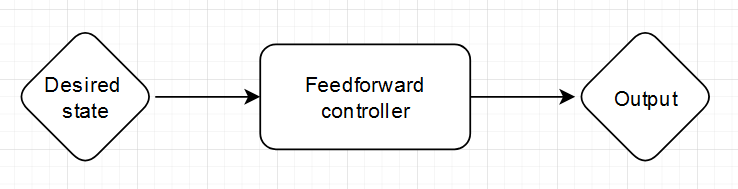 Desired
state
Feedforward
controller
Output